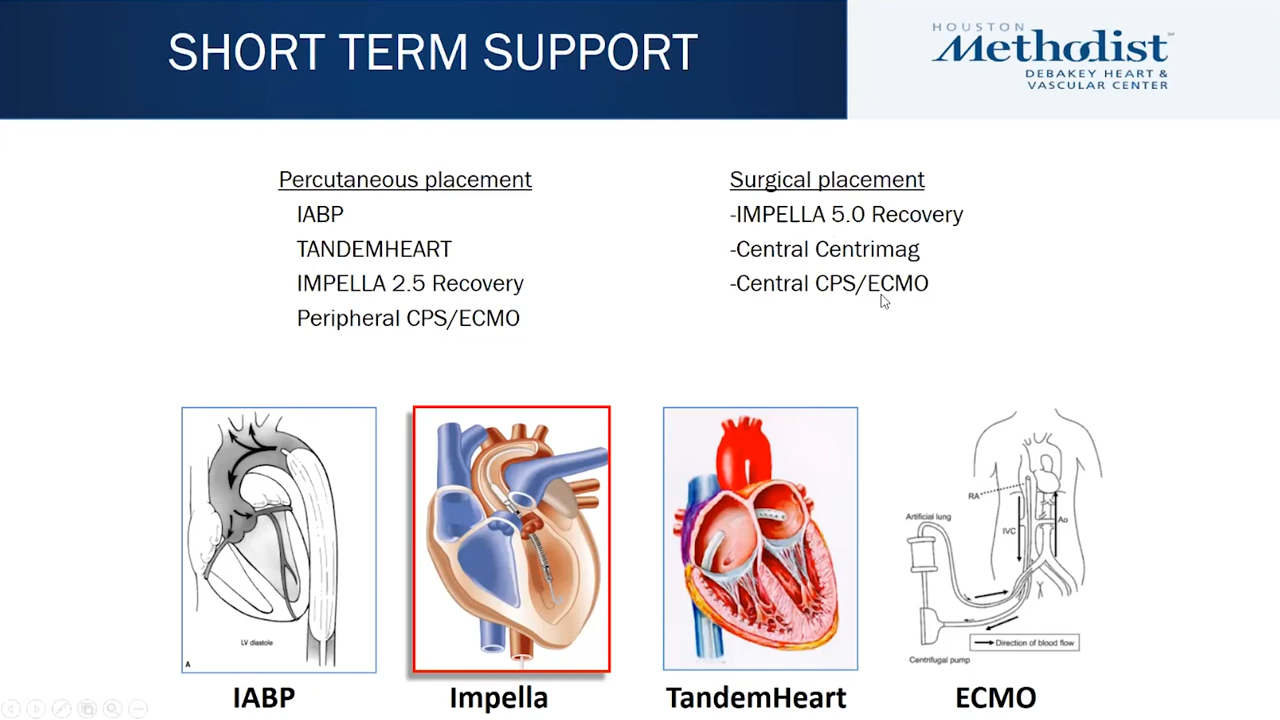 SHORT TERM SUPPORT
HOUSTON
Methodist
DEBAKEY HEART &
VASCULAR CENTER
Percutaneous placement
IABP
TANDEMHEART
IMPELLA 2.5 Recovery
Peripheral CPS/ECMO
Surgical placement
-IMPELLA 5.0 Recovery
-Central Centrimag
-Central CPS/ECMO
LV diastole
A
RA
Artificial lung
IVC
Ao
Direction of blood flow
Centrifugal pump
IABP
Impella
TandemHeart
ECMO